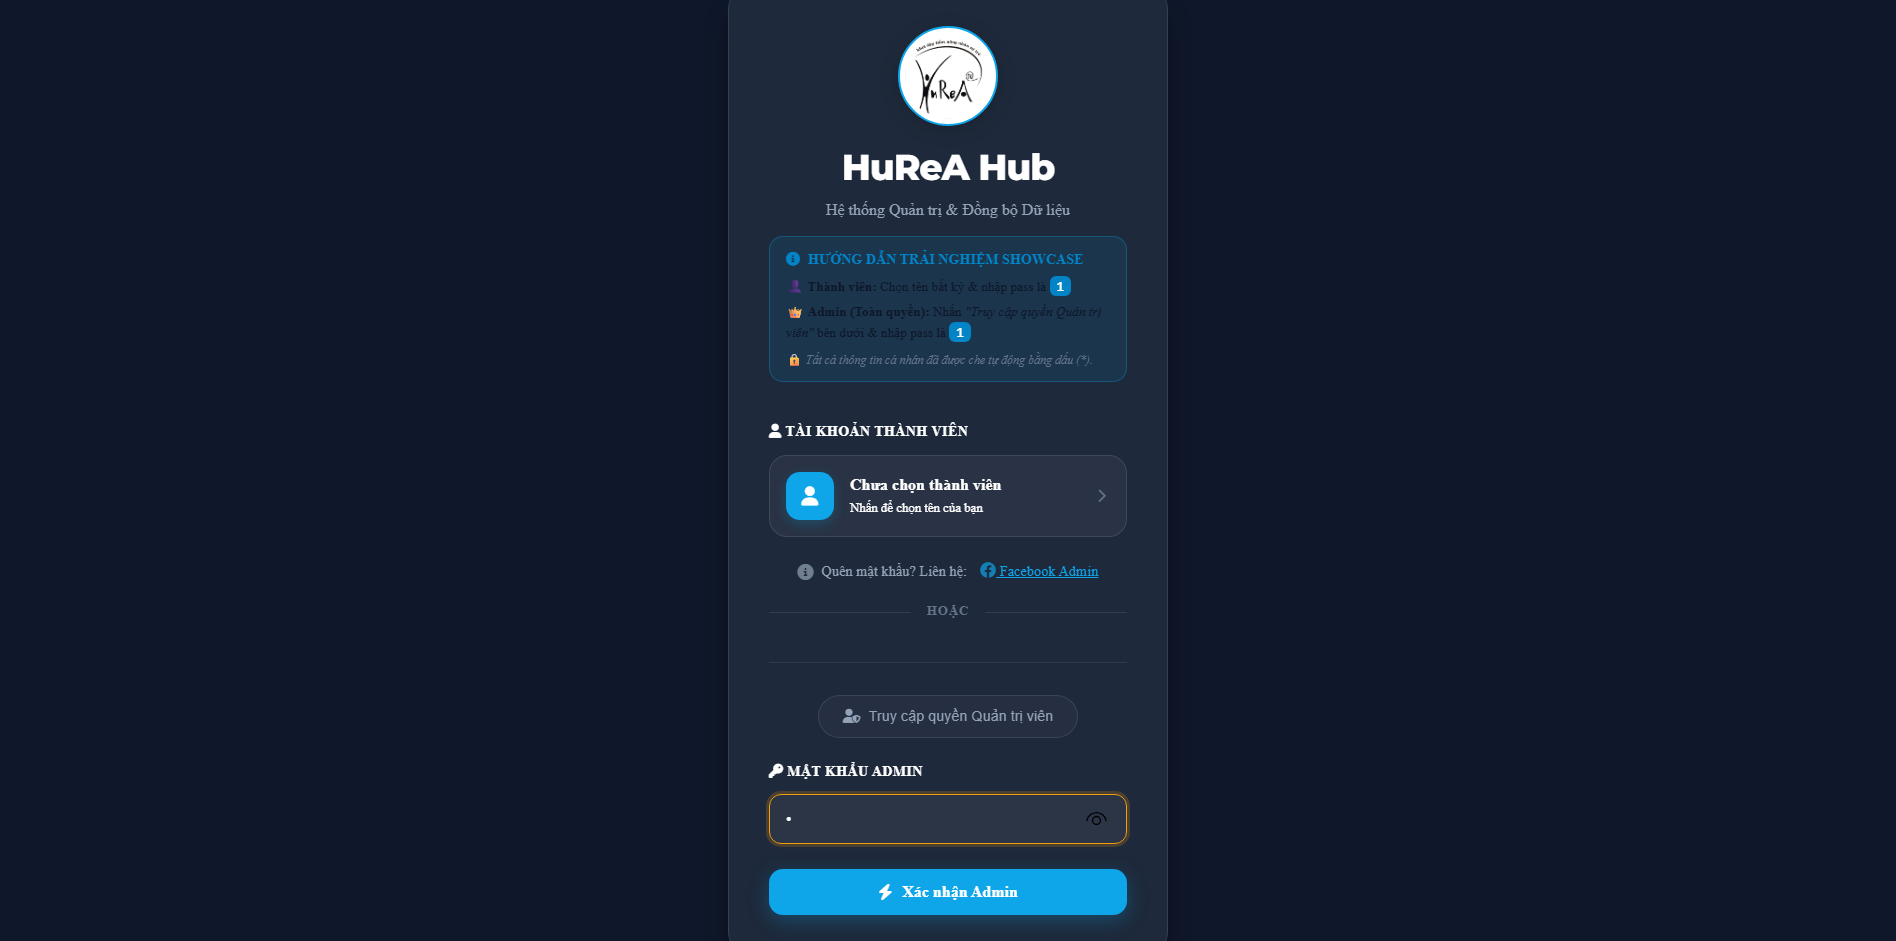 HuReA
HuReA Hub
Hệ thống Quản trị & Đồng bộ Dữ liệu
HƯỚNG DẪN TRẢI NGHIỆM SHOWCASE
Thành viên: Chọn tên bất kỳ & nhập pass là 1
Admin (Toàn quyền): Nhấn "Truy cập quyền Quản trị
viên" bên dưới & nhập pass là 1
Tất cả thông tin cá nhân đã được che tự động bằng dấu (*).
TÀI KHOẢN THÀNH VIÊN
Chưa chọn thành viên
Nhấn để chọn tên của bạn
Quên mật khẩu? Liên hệ: Facebook Admin
HOẶC
Truy cập quyền Quản trị viên
MẬT KHẨU ADMIN
Xác nhận Admin